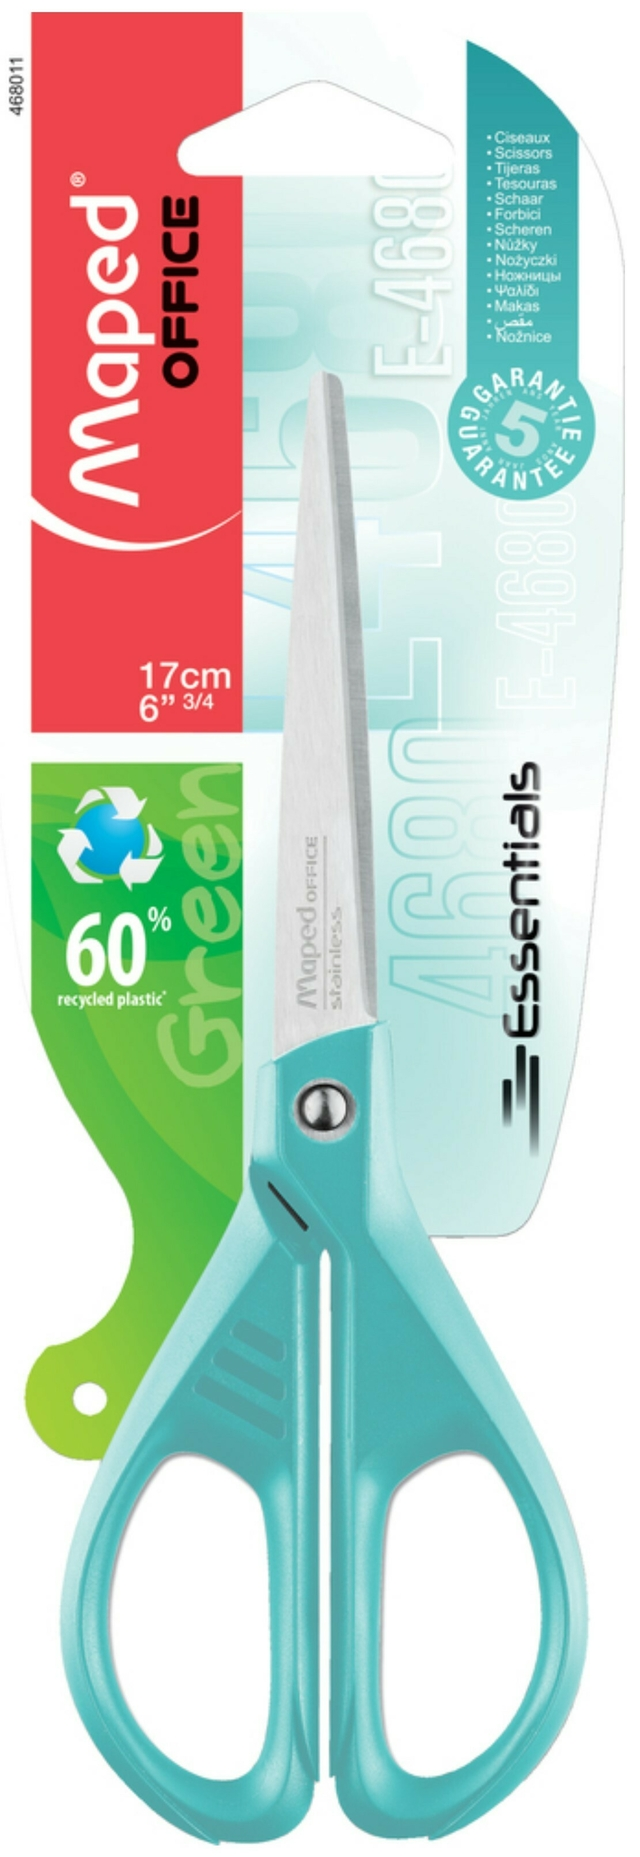 468011
Maped®
OFFICE
17cm
6” 3/4
• Ciseaux
• Scissors
• Tijeras
• Tesouras
• Schaar
• Forbici
• Scheren
• Nůžky
• Nożyczki
• Ножницы
• Ψαλίδι
• Makas
• مقص
• Nožnice
GARANTIE
5
GUARANTEE
E-4680
E-4680
4680
Essentials
Green
60%
recycled plastic*
Maped OFFICE
stainless